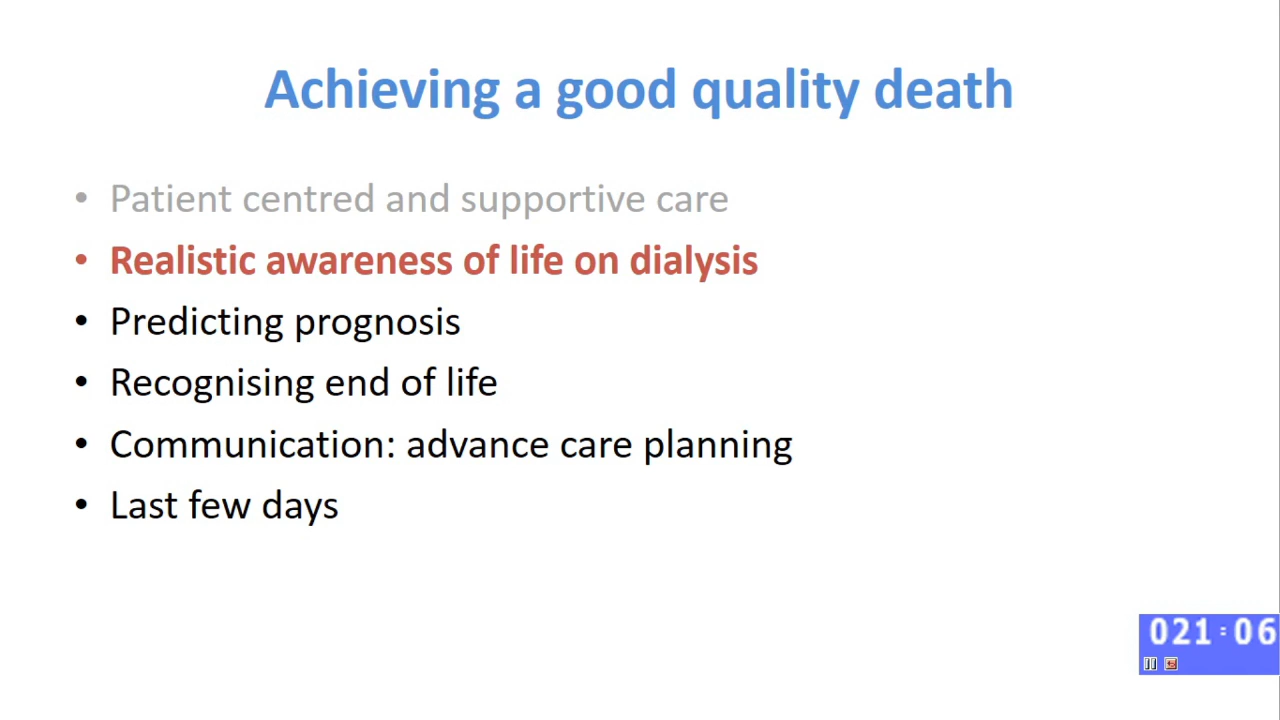 Achieving a good quality death
• Patient centred and supportive care
• Realistic awareness of life on dialysis
• Predicting prognosis
• Recognising end of life
• Communication: advance care planning
• Last few days
021:06